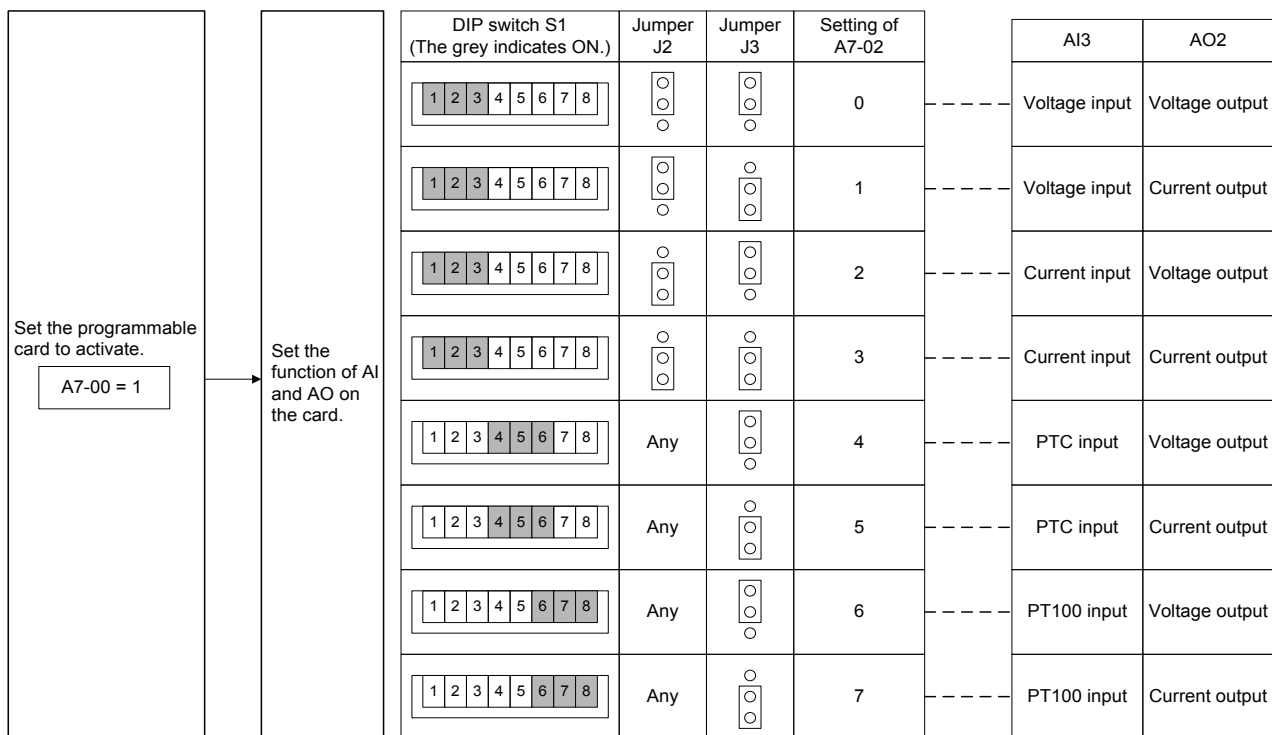 Set the programmable
card to activate.
A7-00 = 1
Set the
function of AI
and AO on
the card.
DIP switch S1
(The grey indicates ON.)
Jumper
J2
Jumper
J3
Setting of
A7-02
AI3
AO2
1 2 3 4 5 6 7 8
0
Voltage input
Voltage output
1 2 3 4 5 6 7 8
1
Voltage input
Current output
1 2 3 4 5 6 7 8
2
Current input
Voltage output
1 2 3 4 5 6 7 8
3
Current input
Current output
1 2 3 4 5 6 7 8
Any
4
PTC input
Voltage output
1 2 3 4 5 6 7 8
Any
5
PTC input
Current output
1 2 3 4 5 6 7 8
Any
6
PT100 input
Voltage output
1 2 3 4 5 6 7 8
Any
7
PT100 input
Current output